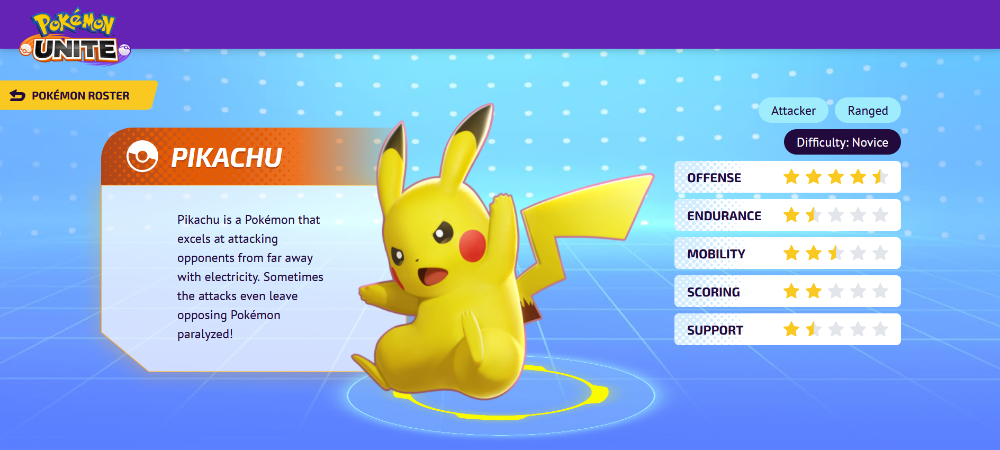 POKÉMON
UNITE
POKÉMON ROSTER
PIKACHU
Pikachu is a Pokémon that
excels at attacking
opponents from far away
with electricity. Sometimes
the attacks even leave
opposing Pokémon
paralyzed!
Attacker
Ranged
Difficulty: Novice
OFFENSE
ENDURANCE
MOBILITY
SCORING
SUPPORT